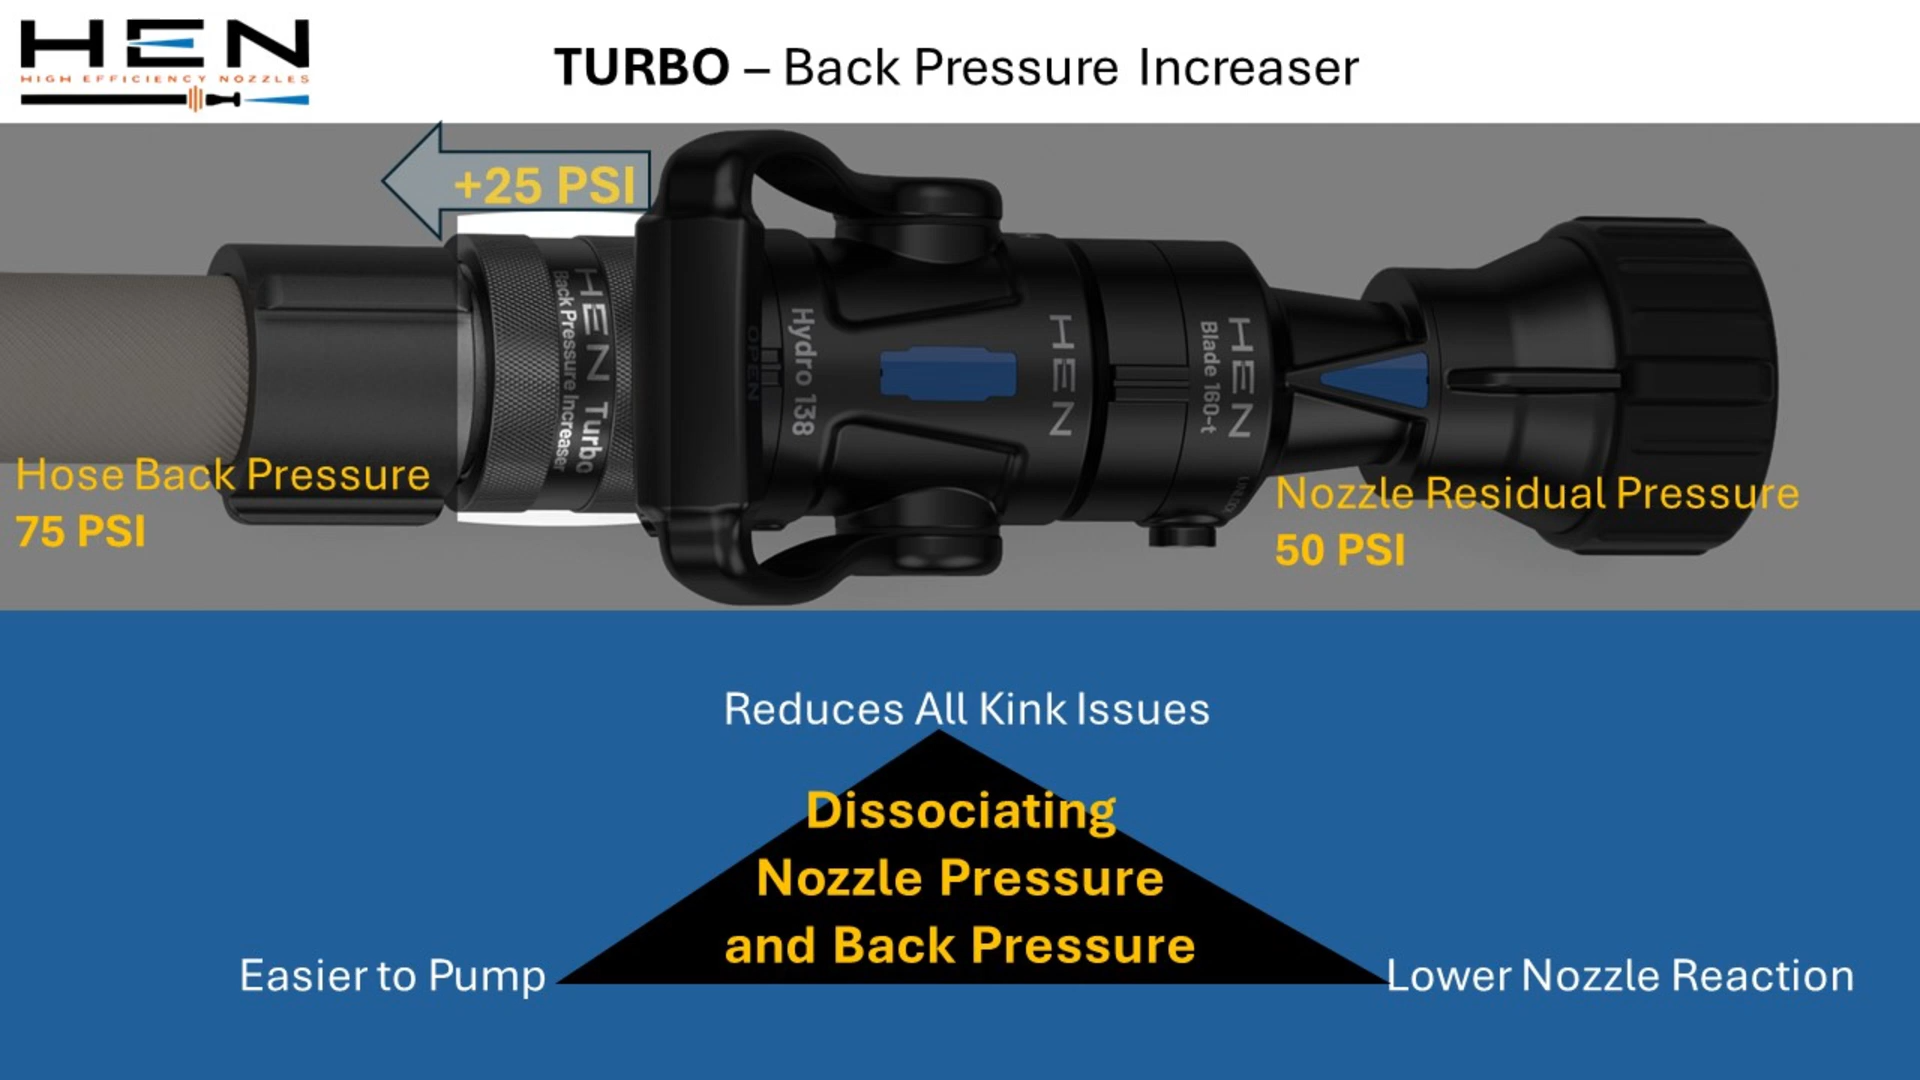 HEN
HIGH EFFICIENCY NOZZLES
TURBO – Back Pressure Increaser
+25 PSI
HEN Turbo
Back Pressure Increaser
OPEN
Hydro 138
HEN
HEN
Blade 160-t
Hose Back Pressure
75 PSI
Nozzle Residual Pressure
50 PSI
Reduces All Kink Issues
Dissociating
Nozzle Pressure
and Back Pressure
Easier to Pump
Lower Nozzle Reaction